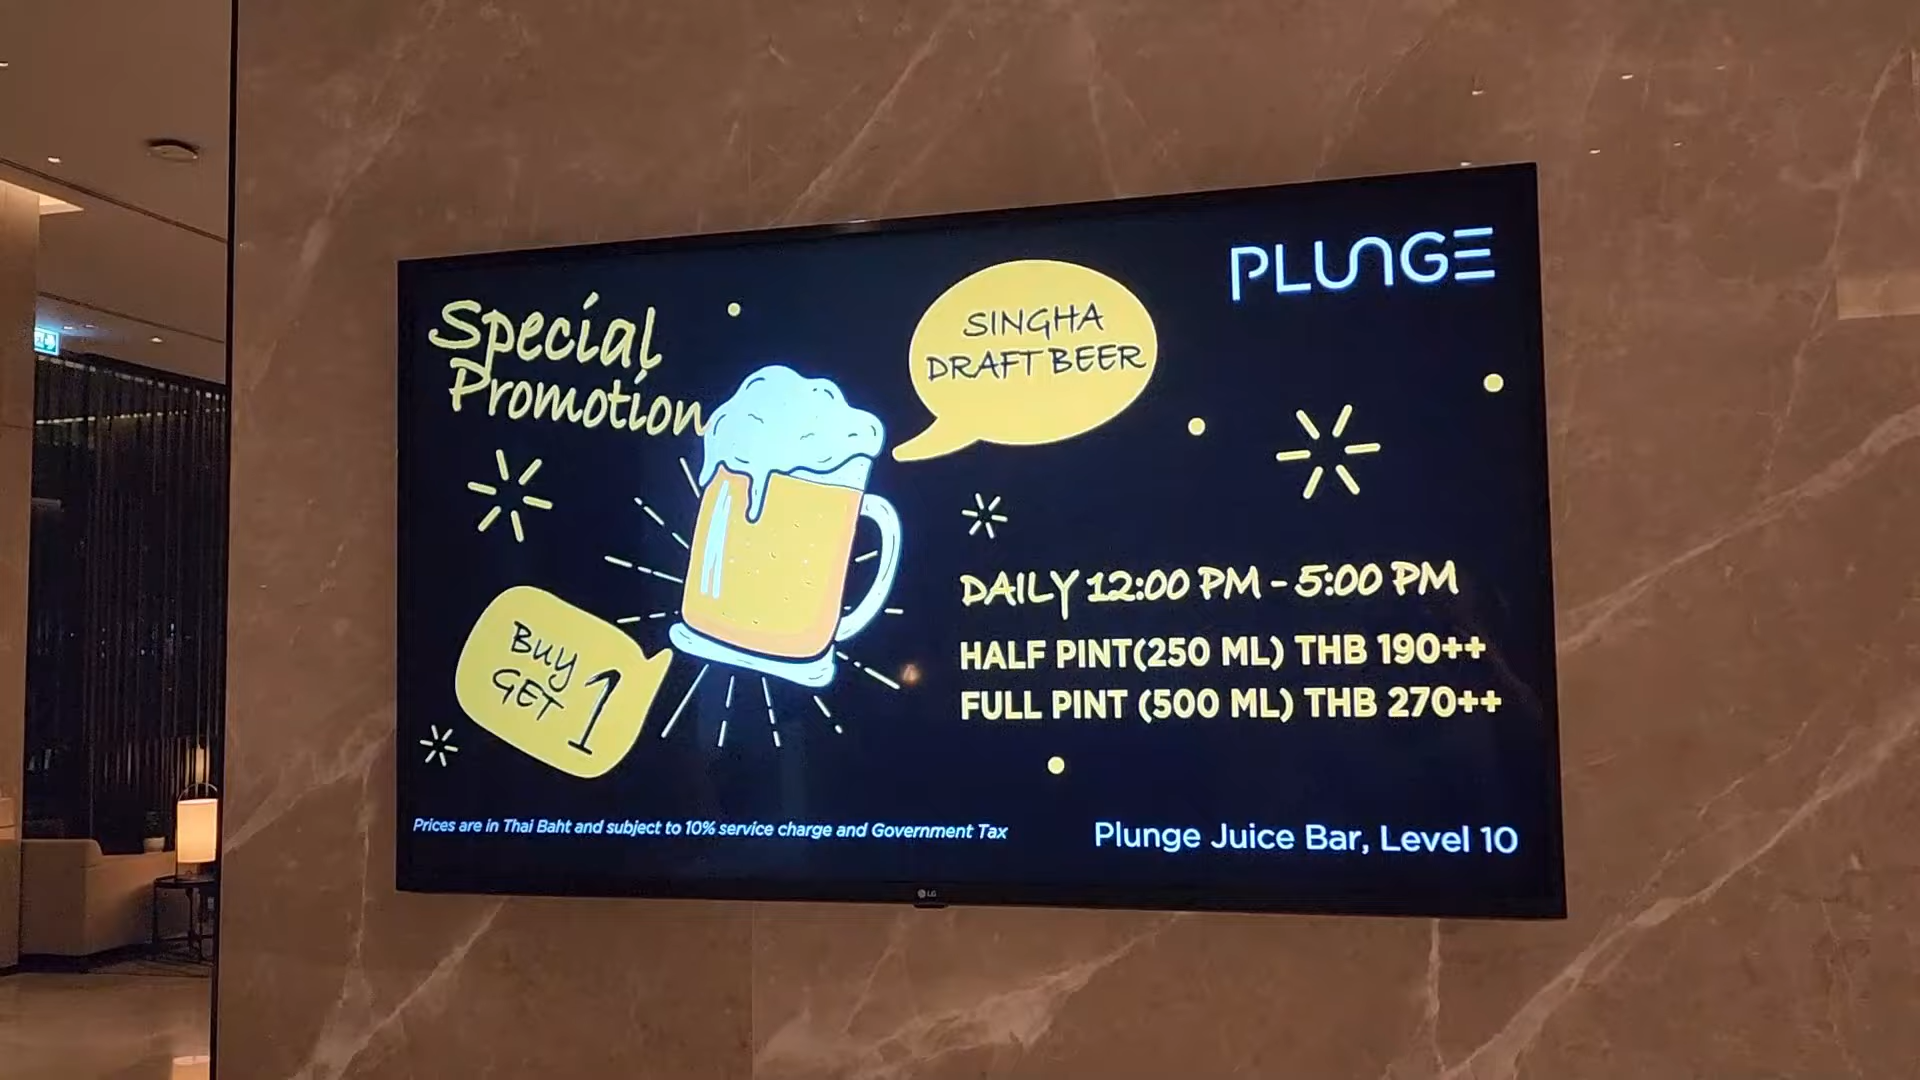 PLUNGE
Special
Promotion
SINGHA
DRAFT BEER
DAILY 12:00 PM - 5:00 PM
HALF PINT(250 ML) THB 190++
FULL PINT (500 ML) THB 270++
BUY
GET 1
Prices are in Thai Baht and subject to 10% service charge and Government Tax
Plunge Juice Bar, Level 10
LG